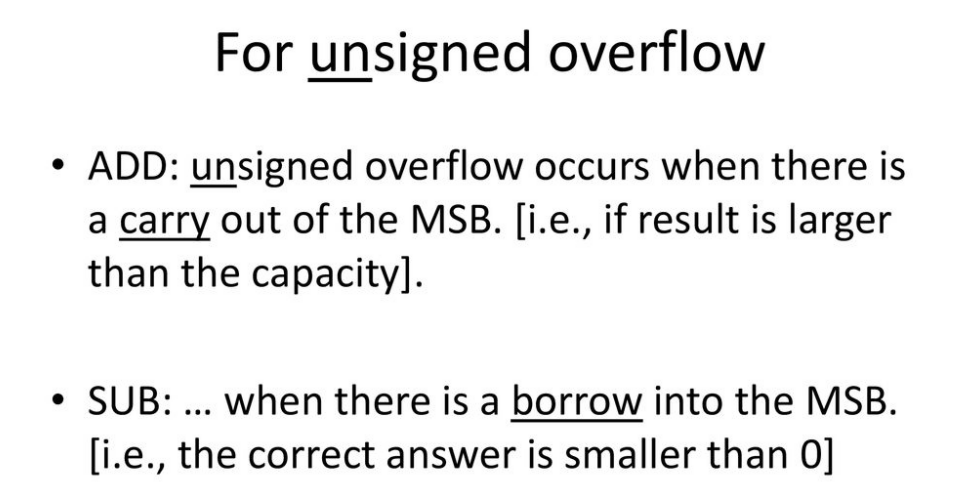 For unsigned overflow
• ADD: unsigned overflow occurs when there is
a carry out of the MSB. [i.e., if result is larger
than the capacity].
• SUB: ... when there is a borrow into the MSB.
[i.e., the correct answer is smaller than 0]